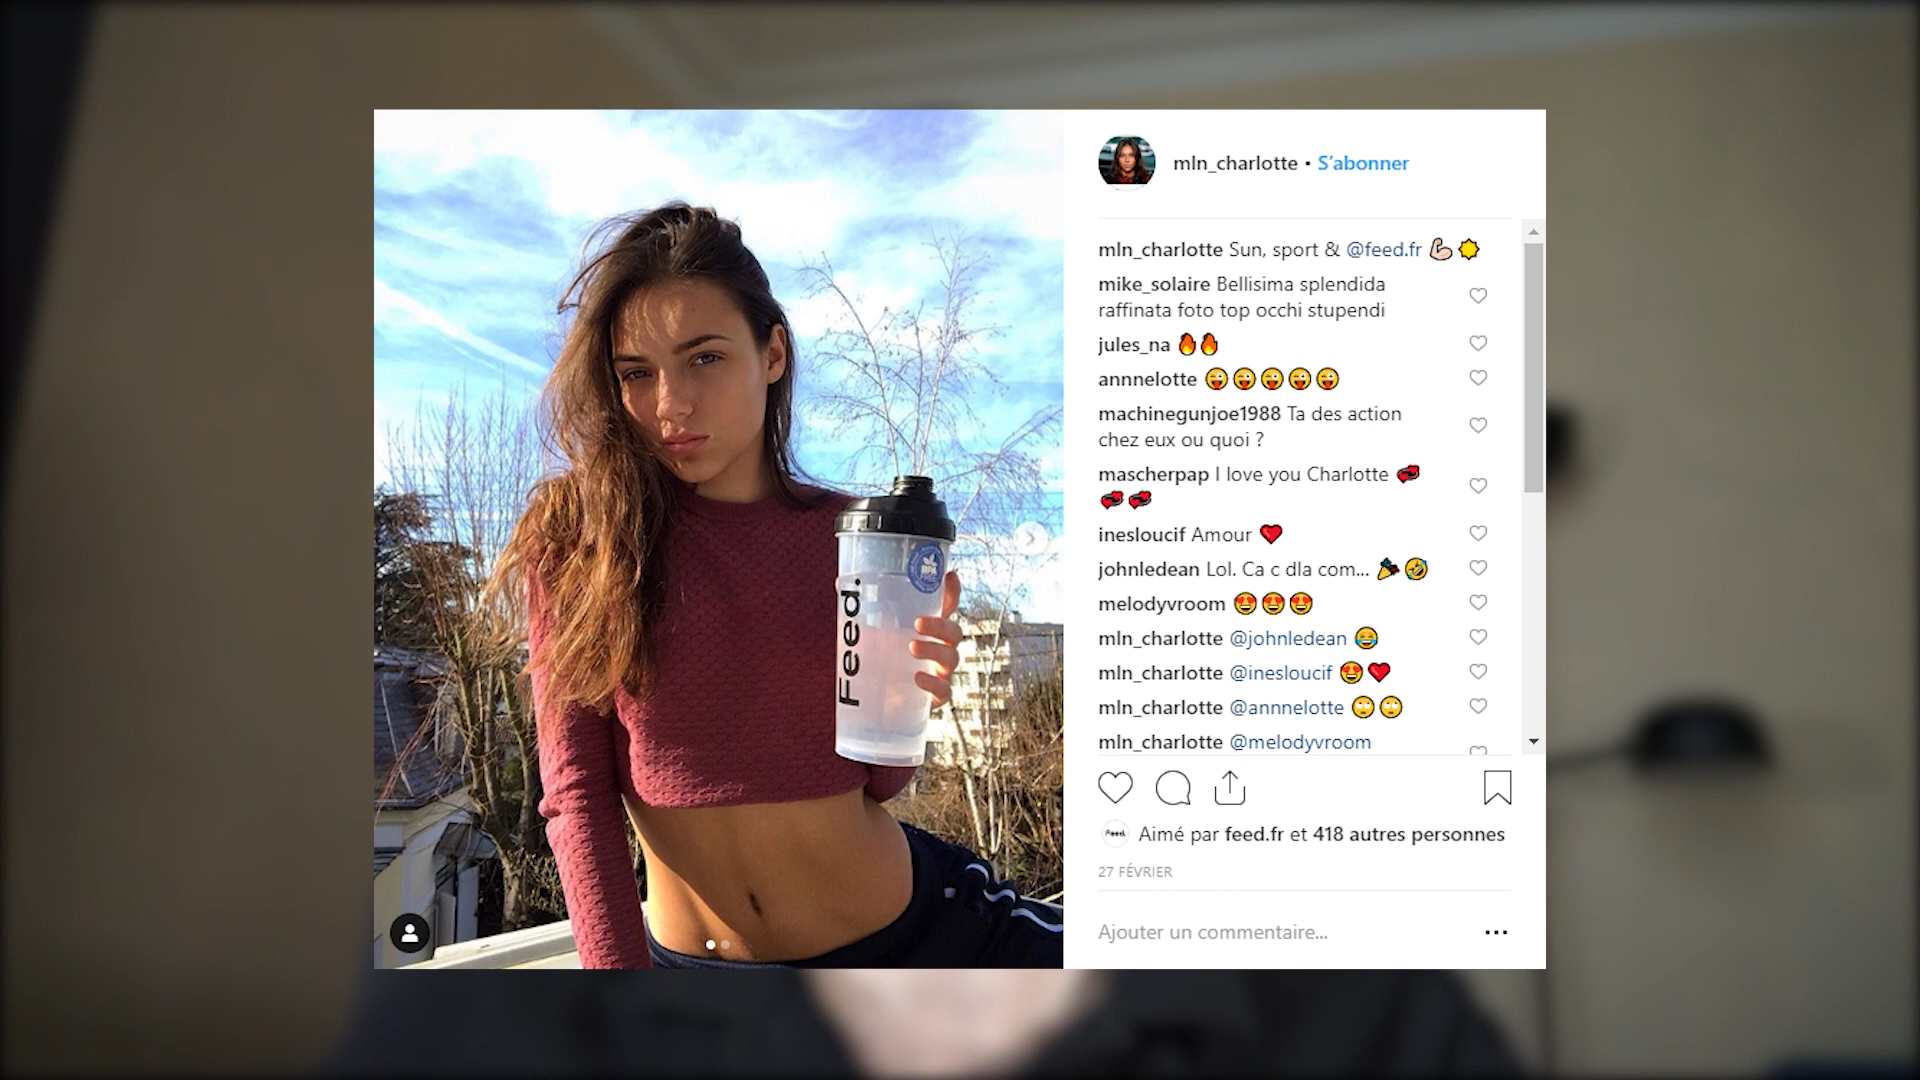 mln_charlotte • S'abonner
mln_charlotte Sun, sport & @feed.fr 💪☀️
mike_solaire Bellisima splendida
raffinata foto top occhi stupendi
jules_na 🔥🔥
annnelotte 😜😜😜😜😜
machinegunjoe1988 Ta des action
chez eux ou quoi ?
mascherpap I love you Charlotte 💞
💞💞
inesloucif Amour ❤️
johnledean Lol. Ca c dla com... 🎉🤣
melodyvroom 😍😍😍
mln_charlotte @johnledean 😂
mln_charlotte @inesloucif 😍❤️
mln_charlotte @annnelotte 🙄🙄
mln_charlotte @melodyvroom
Feed.
BPA
FREE
Feed.
Aimé par feed.fr et 418 autres personnes
27 FÉVRIER
Ajouter un commentaire...